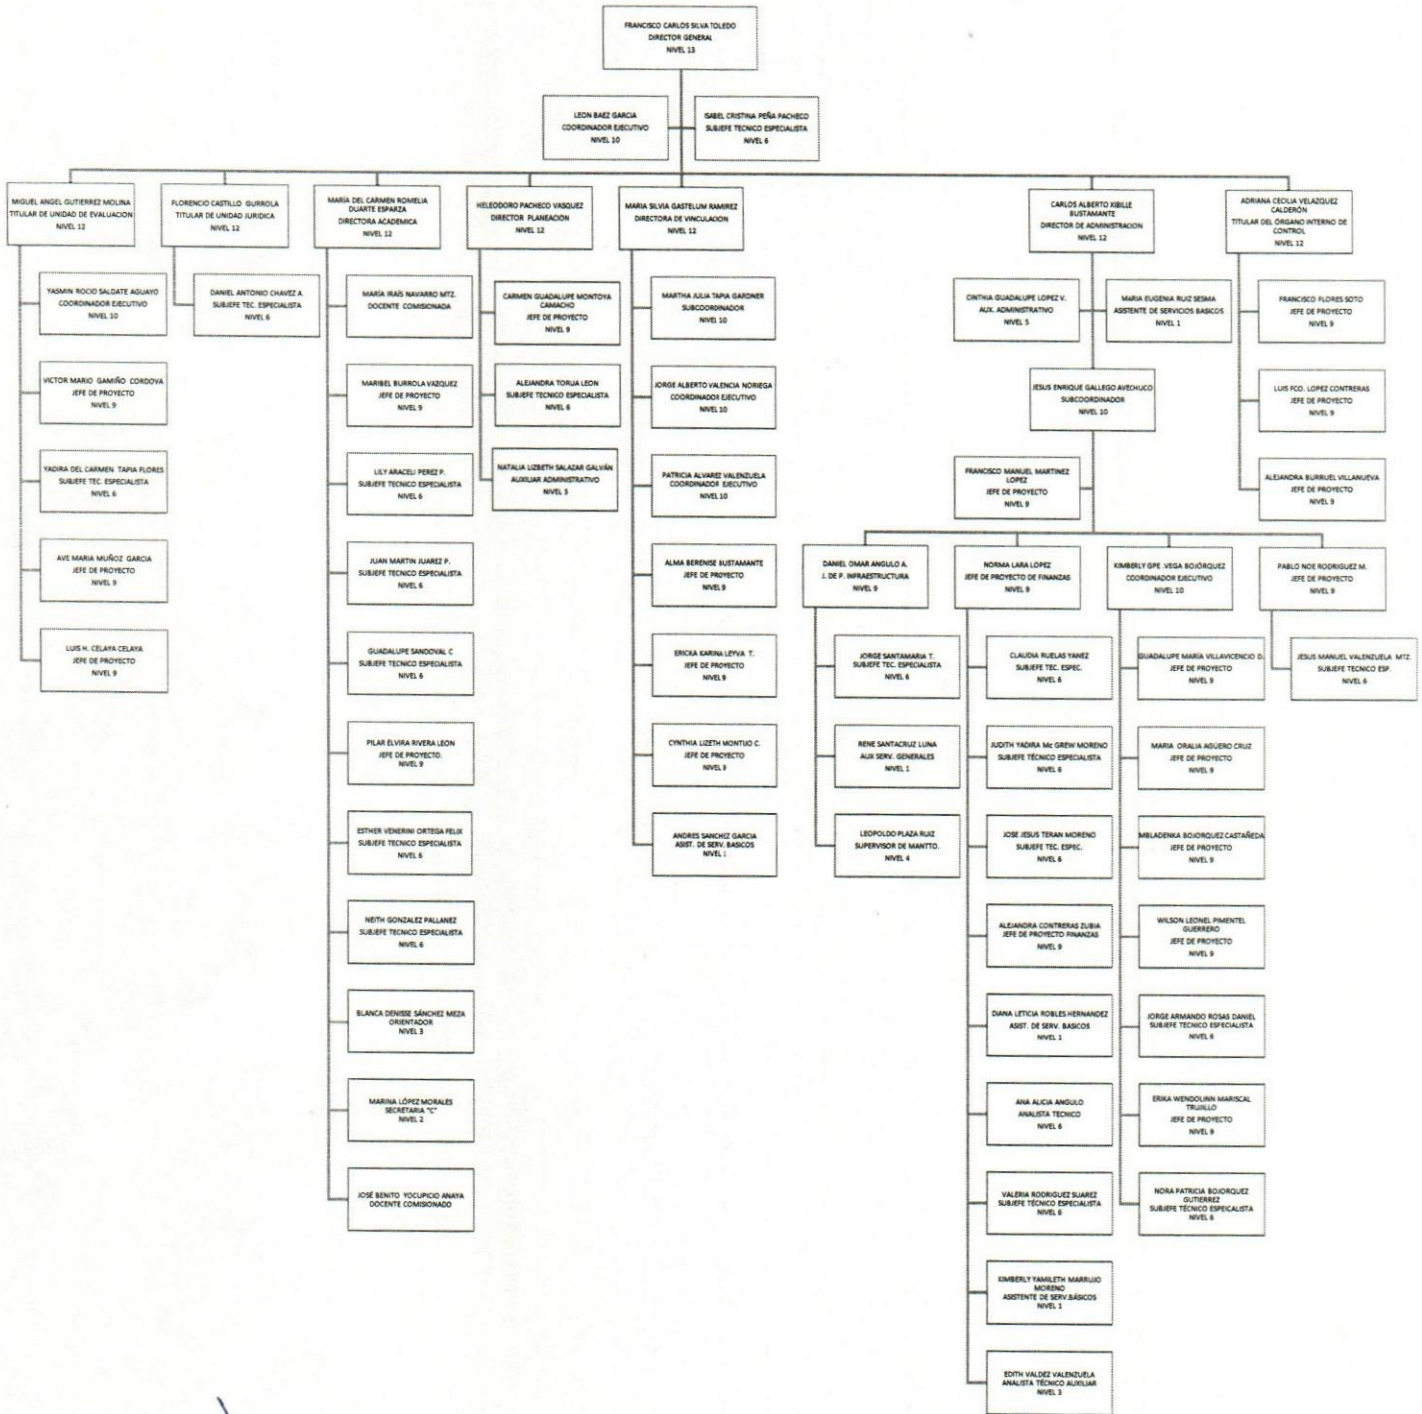 FRANCISCO CARLOS SILVA TOLEDO
DIRECTOR GENERAL
NIVEL 13
LEON BAEZ GARCIA
COORDINADOR EJECUTIVO
NIVEL 10
ISABEL CRISTINA PEÑA PACHECO
SUBJEFE TECNICO ESPECIALISTA
NIVEL 6
MIGUEL ANGEL GUTIERREZ MOLINA
TITULAR DE UNIDAD DE EVALUACION
NIVEL 12
YASMIN ROCIO SALDATE AGUAYO
COORDINADOR EJECUTIVO
NIVEL 10
VICTOR MARIO GAMIÑO CORDOVA
JEFE DE PROYECTO
NIVEL 9
YADIRA DEL CARMEN TAPIA FLORES
SUBJEFE TEC. ESPECIALISTA
NIVEL 6
AVE MARIA MUÑOZ GARCIA
JEFE DE PROYECTO
NIVEL 9
LUIS H. CELAYA CELAYA
JEFE DE PROYECTO
NIVEL 9
FLORENCIO CASTILLO GURROLA
TITULAR DE UNIDAD JURIDICA
NIVEL 12
DANIEL ANTONIO CHAVEZ A.
SUBJEFE TEC. ESPECIALISTA
NIVEL 6
MARÍA DEL CARMEN ROMELIA
DUARTE ESPARZA
DIRECTORA ACADEMICA
NIVEL 12
MARÍA IRAÍS NAVARRO MTZ.
DOCENTE COMISIONADA
MARIBEL BURROLA VAZQUEZ
JEFE DE PROYECTO
NIVEL 9
LILY ARACELI PEREZ P.
SUBJEFE TECNICO ESPECIALISTA
NIVEL 6
JUAN MARTIN JUAREZ P.
SUBJEFE TECNICO ESPECIALISTA
NIVEL 6
GUADALUPE SANDOVAL C
SUBJEFE TECNICO ESPECIALISTA
NIVEL 6
PILAR ELVIRA RIVERA LEON
JEFE DE PROYECTO.
NIVEL 9
ESTHER VENERINI ORTEGA FELIX
SUBJEFE TECNICO ESPECIALISTA
NIVEL 6
NEITH GONZALEZ PALLANEZ
SUBJEFE TECNICO ESPECIALISTA
NIVEL 6
BLANCA DENISSE SÁNCHEZ MEZA
ORIENTADOR
NIVEL 3
MARINA LÓPEZ MORALES
SECRETARIA "C"
NIVEL 2
JOSÉ BENITO YOCUPICIO ANAYA
DOCENTE COMISIONADO
HELEODORO PACHECO VASQUEZ
DIRECTOR PLANEACION
NIVEL 12
CARMEN GUADALUPE MONTOYA
CAMACHO
JEFE DE PROYECTO
NIVEL 9
ALEJANDRA TORUA LEON
SUBJEFE TECNICO ESPECIALISTA
NIVEL 6
NATALIA LIZBETH SALAZAR GALVÁN
AUXILIAR ADMINISTRATIVO
NIVEL 5
MARIA SILVIA GASTELUM RAMIREZ
DIRECTORA DE VINCULACION
NIVEL 12
MARTHA JULIA TAPIA GARDNER
SUBCOORDINADOR
NIVEL 10
JORGE ALBERTO VALENCIA NORIEGA
COORDINADOR EJECUTIVO
NIVEL 10
PATRICIA ALVAREZ VALENZUELA
COORDINADOR EJECUTIVO
NIVEL 10
ALMA BERENISE BUSTAMANTE
JEFE DE PROYECTO
NIVEL 9
ERICKA KARINA LEYVA T.
JEFE DE PROYECTO
NIVEL 9
CYNTHIA LIZETH MONTIJO C.
JEFE DE PROYECTO
NIVEL 9
ANDRES SANCHEZ GARCIA
ASIST. DE SERV. BASICOS
NIVEL 1
CARLOS ALBERTO XIBILLE
BUSTAMANTE
DIRECTOR DE ADMINISTRACION
NIVEL 12
CINTHIA GUADALUPE LOPEZ V.
AUX. ADMINISTRATIVO
NIVEL 5
MARIA EUGENIA RUIZ SESMA
ASISTENTE DE SERVICIOS BASICOS
NIVEL 1
JESUS ENRIQUE GALLEGO AVECHUCO
SUBCOORDINADOR
NIVEL 10
FRANCISCO MANUEL MARTINEZ
LOPEZ
JEFE DE PROYECTO
NIVEL 9
DANIEL OMAR ANGULO A.
J. DE P. INFRAESTRUCTURA
NIVEL 9
JORGE SANTAMARIA T.
SUBJEFE TEC. ESPECIALISTA
NIVEL 6
RENE SANTACRUZ LUNA
AUX SERV. GENERALES
NIVEL 1
LEOPOLDO PLAZA RUIZ
SUPERVISOR DE MANTTO.
NIVEL 4
NORMA LARA LOPEZ
JEFE DE PROYECTO DE FINANZAS
NIVEL 9
CLAUDIA RUELAS YANEZ
SUBJEFE TEC. ESPEC.
NIVEL 6
JUDITH YADIRA Mc GREW MORENO
SUBJEFE TÉCNICO ESPECIALISTA
NIVEL 6
JOSE JESUS TERAN MORENO
SUBJEFE TEC. ESPEC.
NIVEL 6
ALEJANDRA CONTRERAS ZUBIA
JEFE DE PROYECTO FINANZAS
NIVEL 9
DIANA LETICIA ROBLES HERNANDEZ
ASIST. DE SERV. BASICOS
NIVEL 1
ANA ALICIA ANGULO
ANALISTA TECNICO
NIVEL 6
VALERIA RODRIGUEZ SUAREZ
SUBJEFE TÉCNICO ESPECIALISTA
NIVEL 6
KIMBERLY YAMILETH MARRUJO
MORENO
ASISTENTE DE SERV.BÁSICOS
NIVEL 1
EDITH VALDEZ VALENZUELA
ANALISTA TÉCNICO AUXILIAR
NIVEL 3
KIMBERLY GPE .VEGA BOJÓRQUEZ
COORDINADOR EJECUTIVO
NIVEL 10
GUADALUPE MARÍA VILLAVICENCIO D.
JEFE DE PROYECTO
NIVEL 9
MARIA ORALIA AGÜERO CRUZ
JEFE DE PROYECTO
NIVEL 9
MBLADENKA BOJORQUEZ CASTAÑEDA
JEFE DE PROYECTO
NIVEL 9
WILSON LEONEL PIMENTEL
GUERRERO
JEFE DE PROYECTO
NIVEL 9
JORGE ARMANDO ROSAS DANIEL
SUBJEFE TECNICO ESPECIALISTA
NIVEL 6
ERIKA WENDOLINN MARISCAL
TRUJILLO
JEFE DE PROYECTO
NIVEL 9
NORA PATRICIA BOJORQUEZ
GUTIERREZ
SUBJEFE TÉCNICO ESPEICALISTA
NIVEL 6
PABLO NOE RODRIGUEZ M.
JEFE DE PROYECTO
NIVEL 9
JESUS MANUEL VALENZUELA MTZ.
SUBJEFE TECNICO ESP.
NIVEL 6
ADRIANA CECILIA VELAZQUEZ
CALDERÓN
TITULAR DEL ÓRGANO INTERNO DE
CONTROL
NIVEL 12
FRANCISCO FLORES SOTO
JEFE DE PROYECTO
NIVEL 9
LUIS FCO. LOPEZ CONTRERAS
JEFE DE PROYECTO
NIVEL 9
ALEJANDRA BURRUEL VILLANUEVA
JEFE DE PROYECTO
NIVEL 9